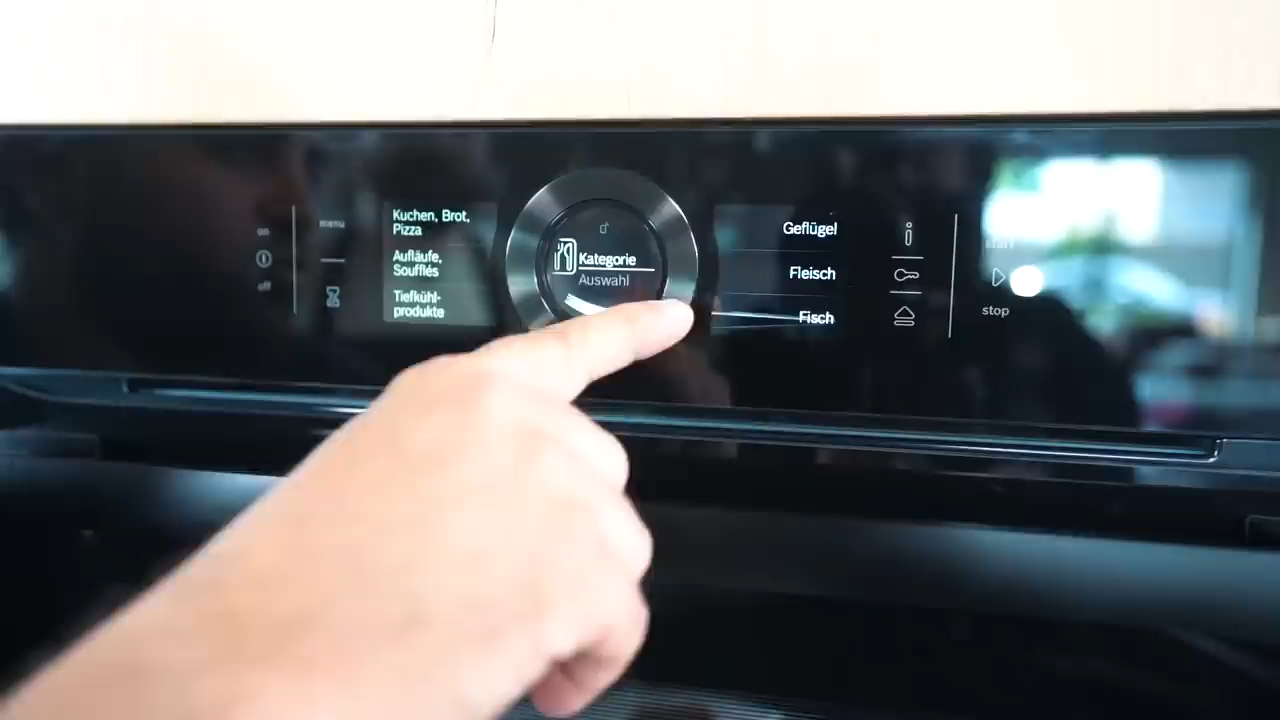 on
off
menu
Kuchen, Brot,
Pizza
Aufläufe,
Soufflés
Tiefkühl-
produkte
Kategorie
Auswahl
Geflügel
Fleisch
Fisch
start
stop